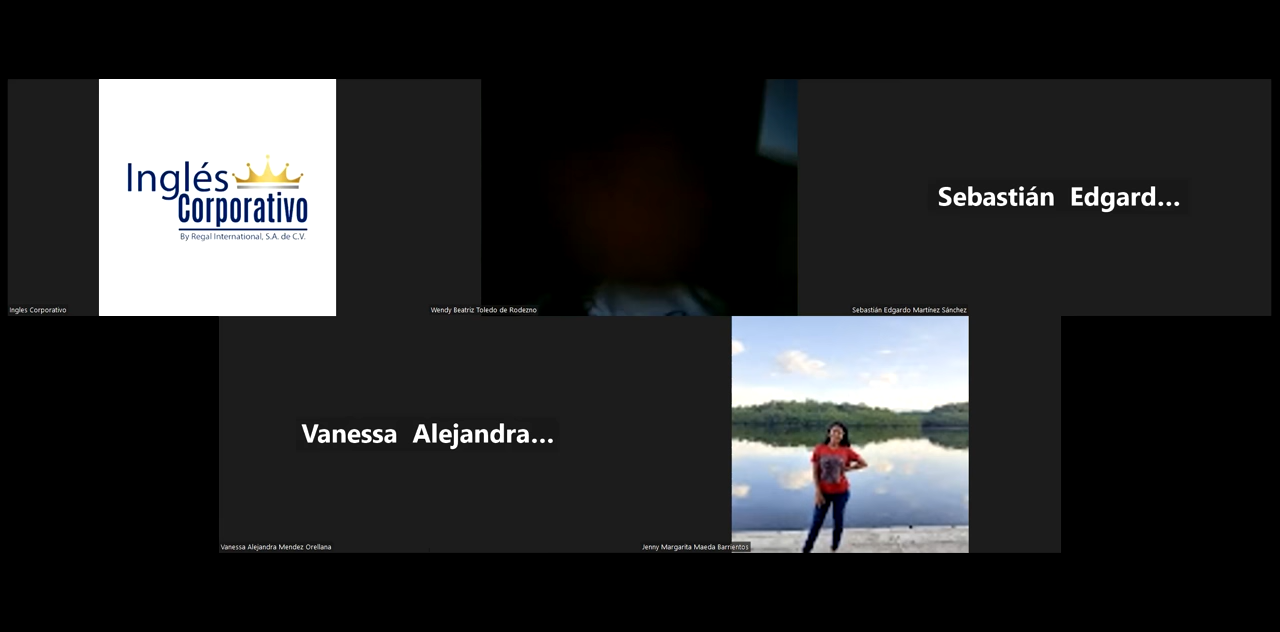 Inglés
Corporativo
By Regal International, S.A. de C.V.
Ingles Corporativo
Wendy Beatriz Toledo de Rodezno
Sebastián Edgard...
Sebastián Edgardo Martínez Sánchez
Vanessa Alejandra...
Vanessa Alejandra Mendez Orellana
Jenny Margarita Maeda Barrientos